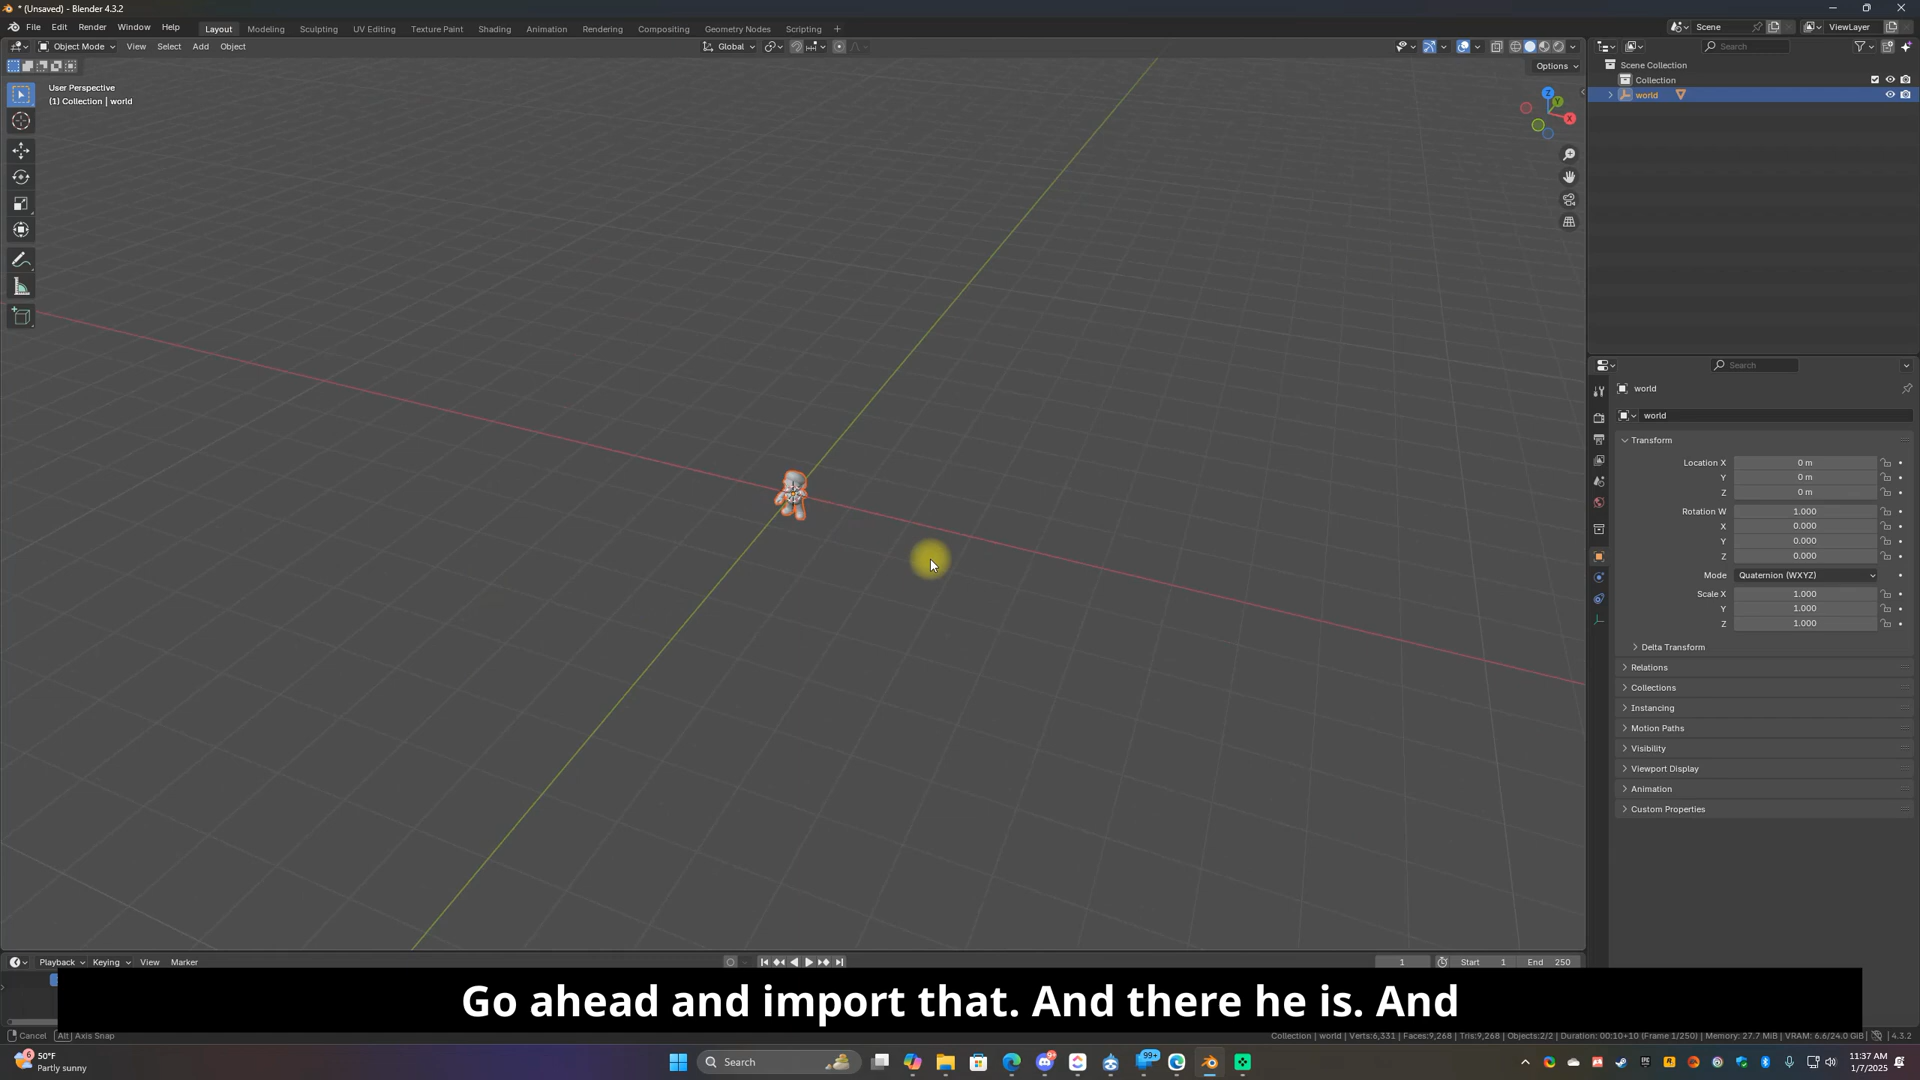 * (Unsaved) - Blender 4.3.2
File Edit Render Window Help Layout Modeling Sculpting UV Editing Texture Paint Shading Animation Rendering Compositing Geometry Nodes Scripting +
Scene
ViewLayer
Object Mode View Select Add Object
Global
Search
Options
User Perspective
(1) Collection | world
Z
Y
X
Scene Collection
Collection
world
Search
world
world
Transform
Location X 0 m
Y 0 m
Z 0 m
Rotation W 1.000
X 0.000
Y 0.000
Z 0.000
Mode Quaternion (WXYZ)
Scale X 1.000
Y 1.000
Z 1.000
Delta Transform
Relations
Collections
Instancing
Motion Paths
Visibility
Viewport Display
Animation
Custom Properties
Playback Keying View Marker
1 Start 1 End 250
Go ahead and import that. And there he is. And
Cancel Alt Axis Snap
Collection | world | Verts:6,331 | Faces:9,268 | Tris:9,268 | Objects:2/2 | Duration: 00:10+10 (Frame 1/250) | Memory: 27.7 MiB | VRAM: 6.6/24.0 GiB 4.3.2
50°F
Partly sunny
Search
99+
11:37 AM
1/7/2025